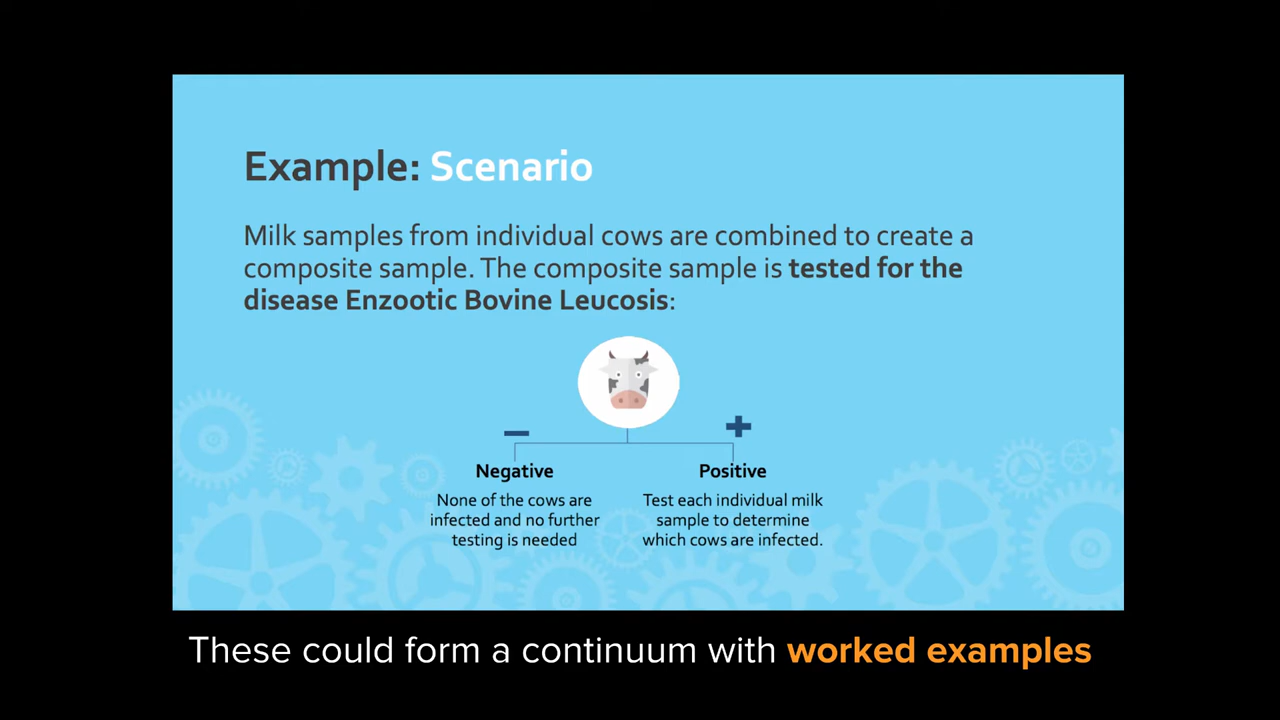 Example: Scenario
Milk samples from individual cows are combined to create a
composite sample. The composite sample is tested for the
disease Enzootic Bovine Leucosis:
Negative
None of the cows are
infected and no further
testing is needed
Positive
Test each individual milk
sample to determine
which cows are infected.
These could form a continuum with worked examples